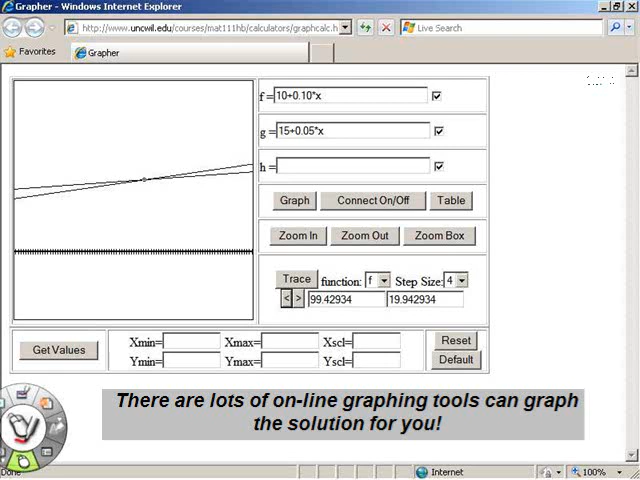 Grapher - Windows Internet Explorer
http://www.uncwil.edu/courses/mat111hb/calculators/graphcalc.h
Live Search
Favorites
Grapher
f = 10+0.10*x
g = 15+0.05*x
h =
Graph Connect On/Off Table
Zoom In Zoom Out Zoom Box
Trace function: f Step Size: 4
< > 99.42934 19.942934
Get Values
Xmin= Xmax= Xscl=
Ymin= Ymax= Yscl=
Reset
Default
There are lots of on-line graphing tools can graph
the solution for you!
Done
Internet
100%